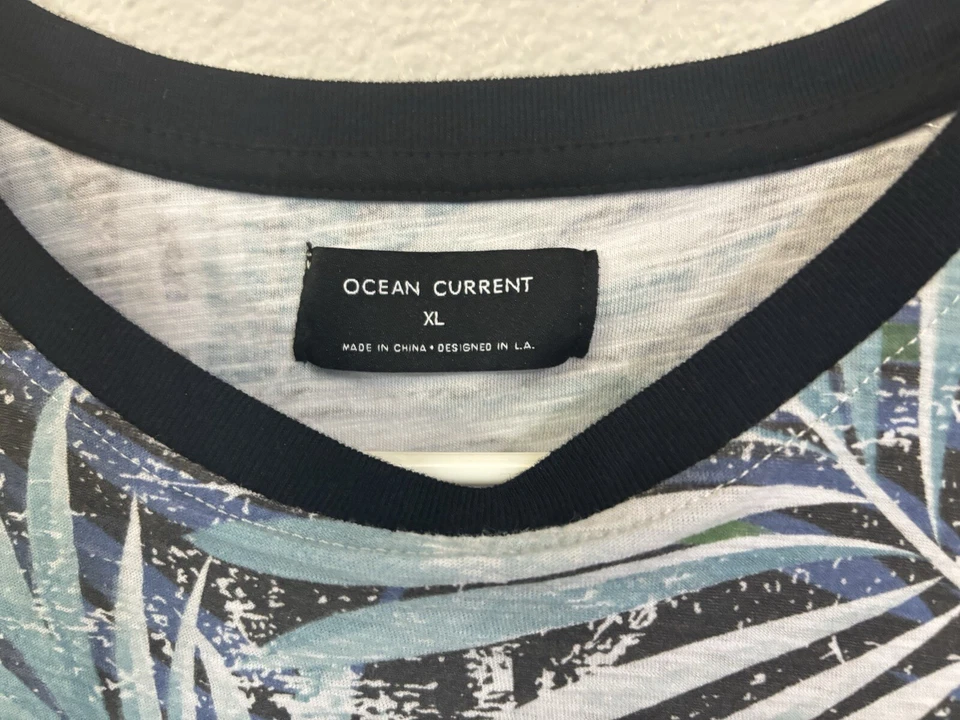 OCEAN CURRENT
XL
MADE IN CHINA • DESIGNED IN L.A.